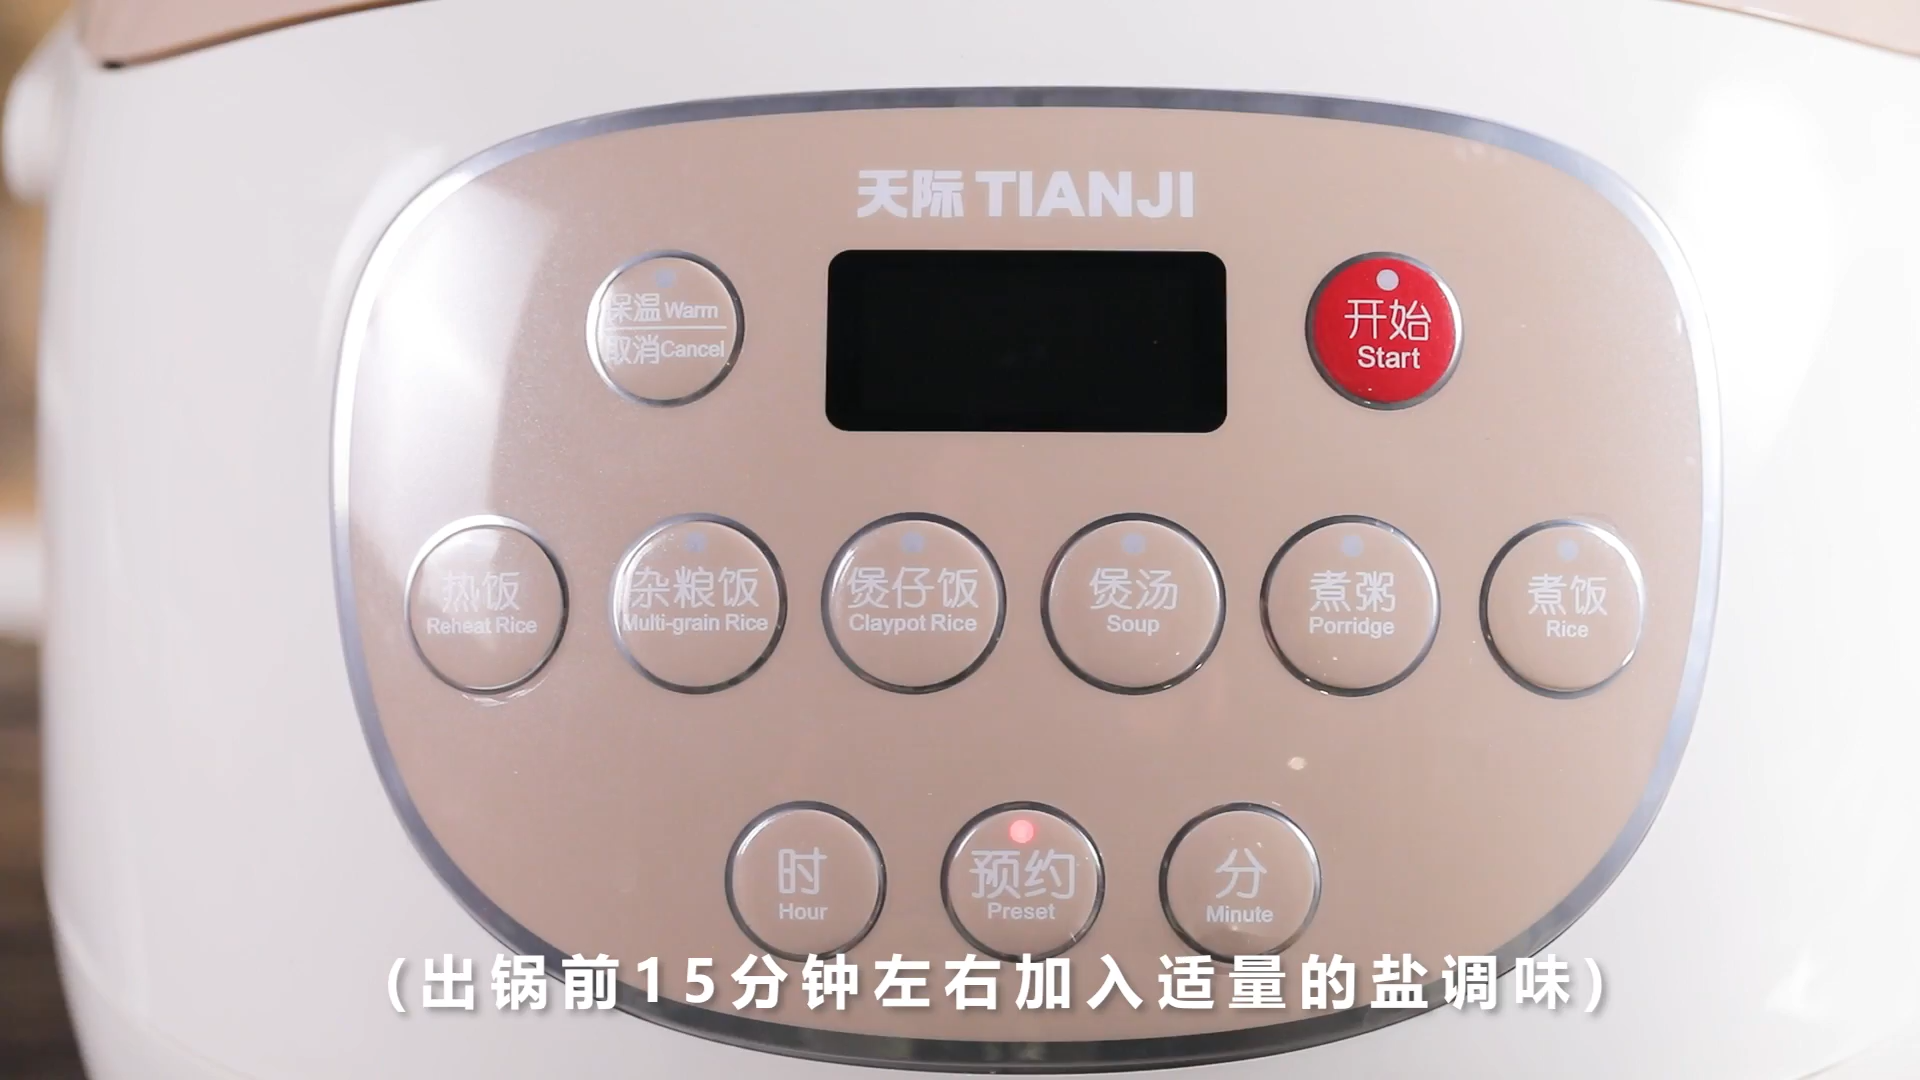 天际 TIANJI
保温 Warm
取消 Cancel
开始
Start
热饭
Reheat Rice
杂粮饭
Multi-grain Rice
煲仔饭
Claypot Rice
煲汤
Soup
煮粥
Porridge
煮饭
Rice
时
Hour
预约
Preset
分
Minute
(出锅前15分钟左右加入适量的盐调味)